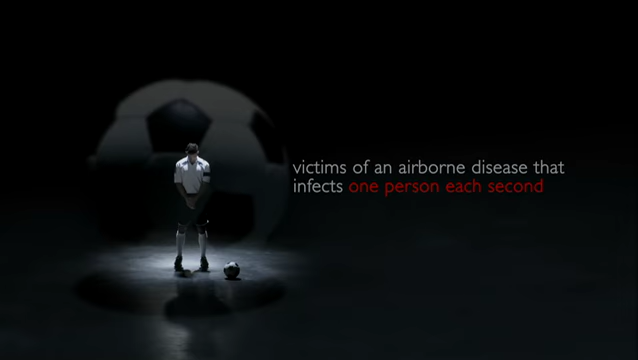 victims of an airborne disease that
infects one person each second